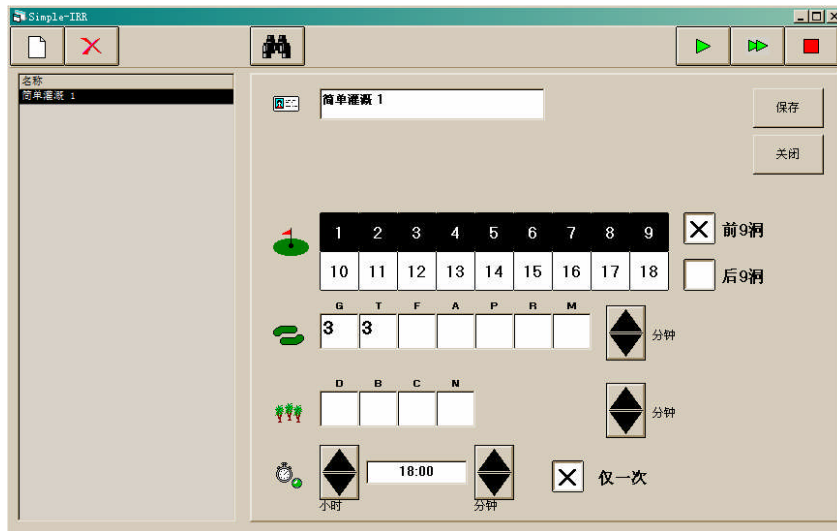 Simple-IRR
名称
简单灌溉 1
简单灌溉 1
保存
关闭
1 2 3 4 5 6 7 8 9
前9洞
10 11 12 13 14 15 16 17 18
后9洞
G T F A P R M
3 3
分钟
D B C N
分钟
18:00
仅一次
小时 分钟